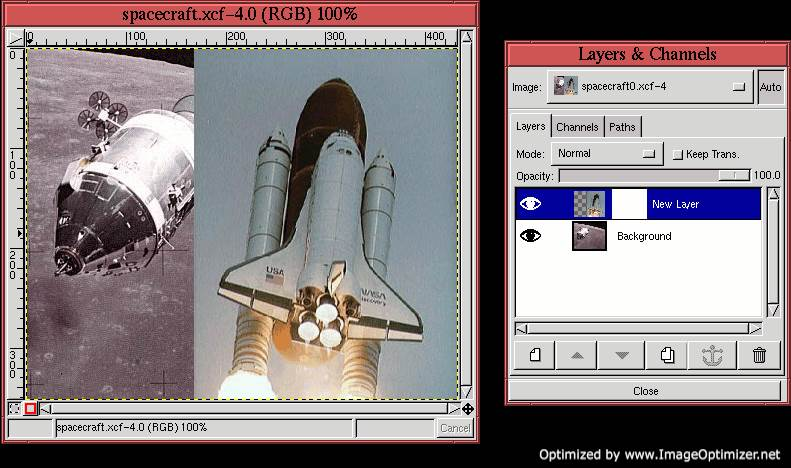 spacecraft.xcf-4.0 (RGB) 100%
0 100 200 300 400
0
100
200
300
USA
NASA
Discovery
spacecraft.xcf-4.0 (RGB) 100%
Cancel
Layers & Channels
Image: spacecraft0.xcf-4 Auto
Layers Channels Paths
Mode: Normal Keep Trans.
Opacity: 100.0
New Layer
Background
Close
Optimized by www.ImageOptimizer.net